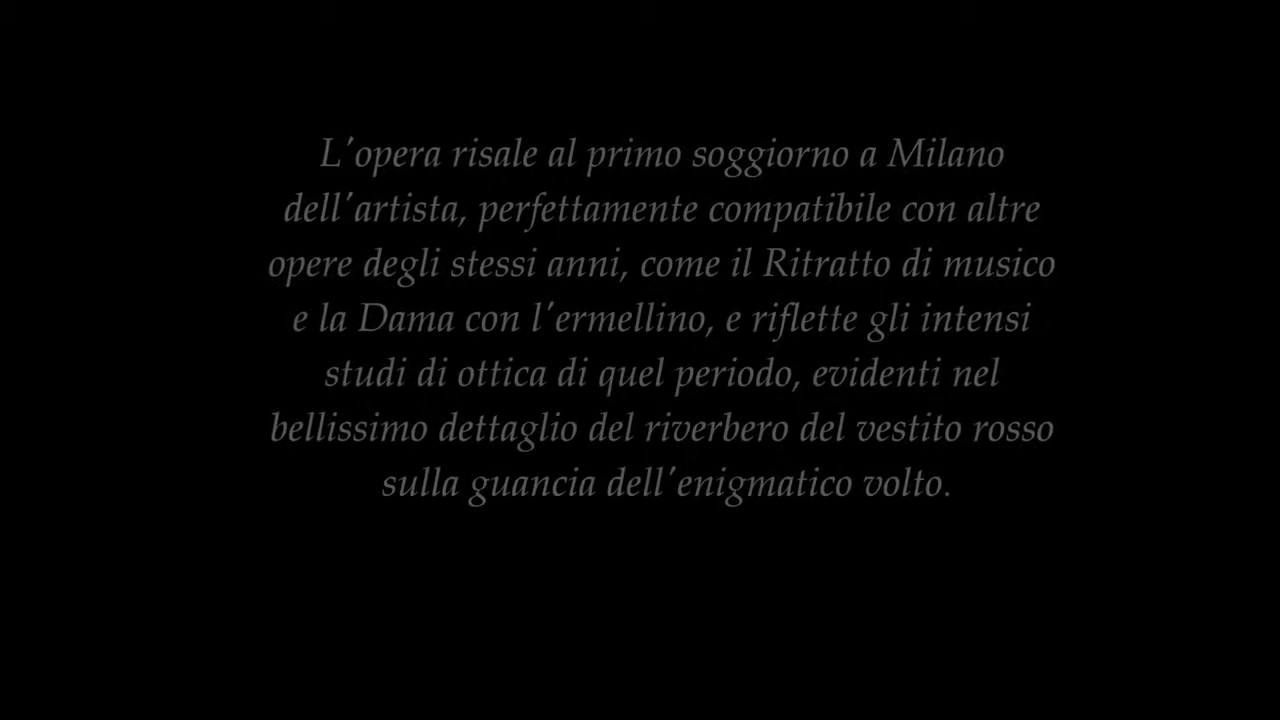 L'opera risale al primo soggiorno a Milano
dell'artista, perfettamente compatibile con altre
opere degli stessi anni, come il Ritratto di musico
e la Dama con l'ermellino, e riflette gli intensi
studi di ottica di quel periodo, evidenti nel
bellissimo dettaglio del riverbero del vestito rosso
sulla guancia dell'enigmatico volto.